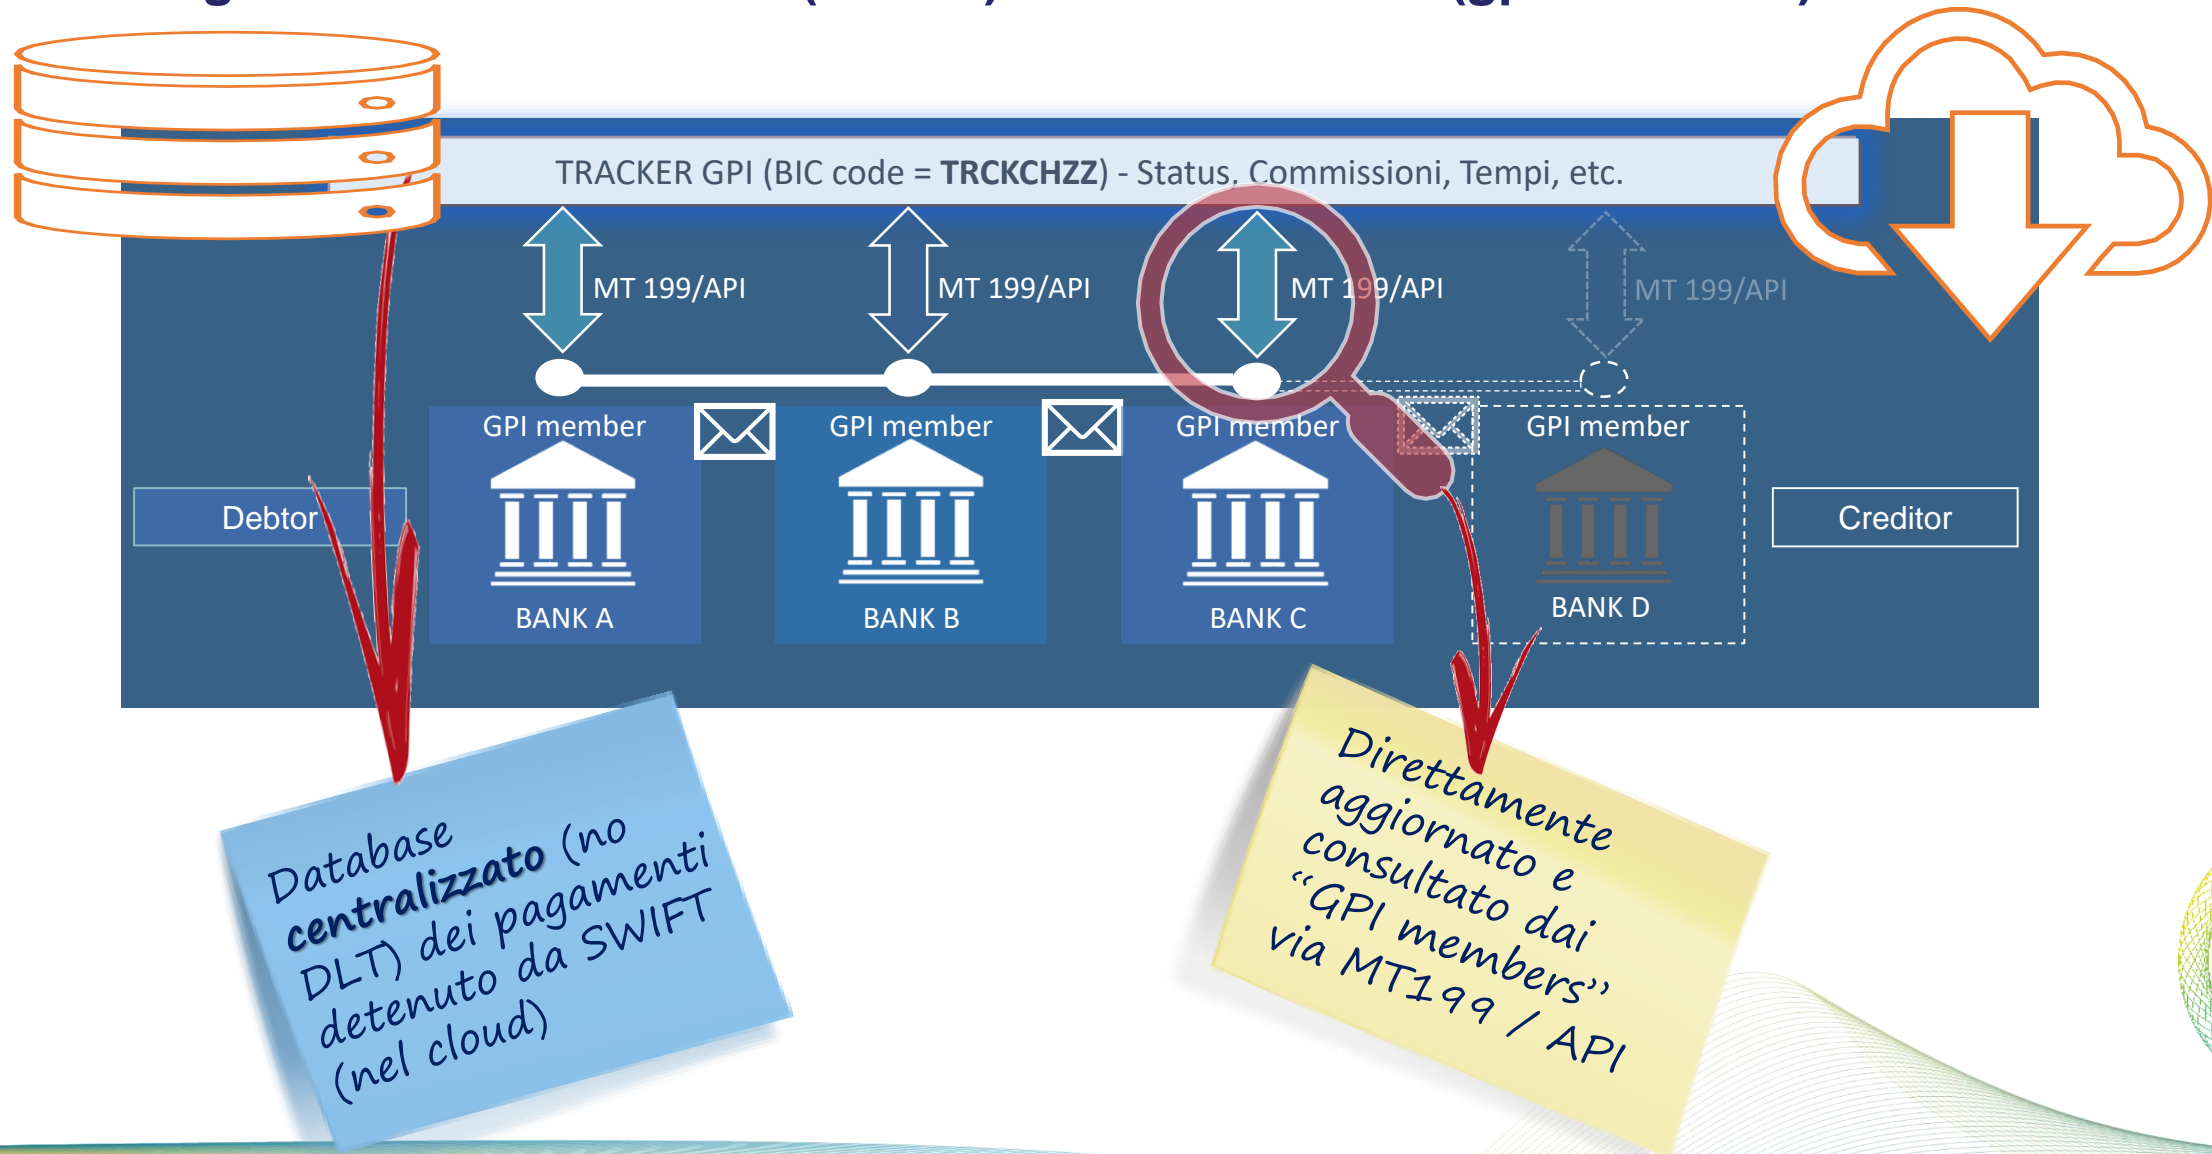 TRACKER GPI (BIC code = TRCKCHZZ) - Status, Commissioni, Tempi, etc.
MT 199/API
MT 199/API
MT 199/API
MT 199/API
GPI member
GPI member
GPI member
GPI member
Debtor
Creditor
BANK A
BANK B
BANK C
BANK D
Database
centralizzato (no
DLT) dei pagamenti
detenuto da SWIFT
(nel cloud)
Direttamente
aggiornato e
consultato dai
“GPI members”
via MT199 / API